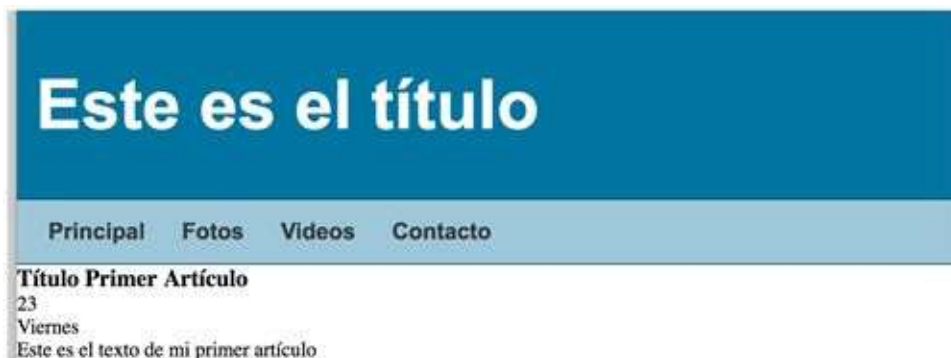 Este es el título
Principal Fotos Videos Contacto
Título Primer Artículo
23
Viernes
Este es el texto de mi primer artículo